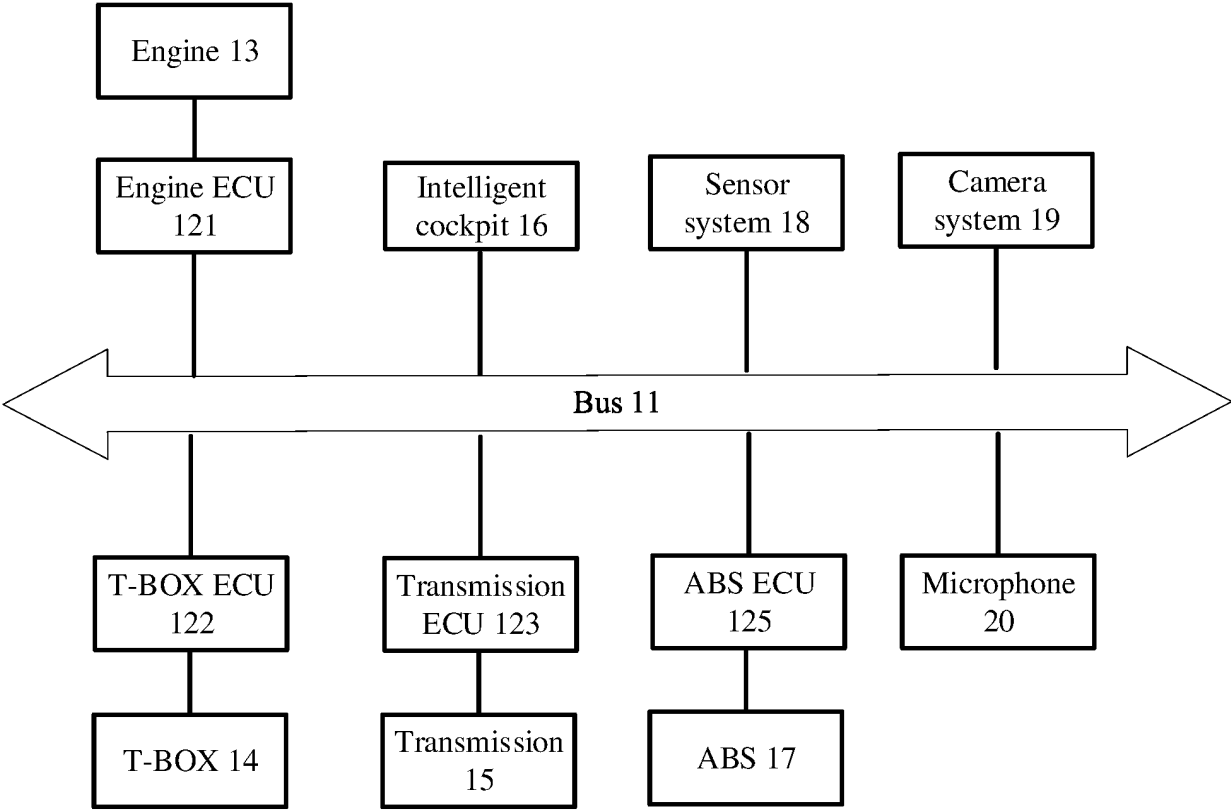 Engine 13
Engine ECU
121
Intelligent
cockpit 16
Sensor
system 18
Camera
system 19
Bus 11
T-BOX ECU
122
Transmission
ECU 123
ABS ECU
125
Microphone
20
T-BOX 14
Transmission
15
ABS 17